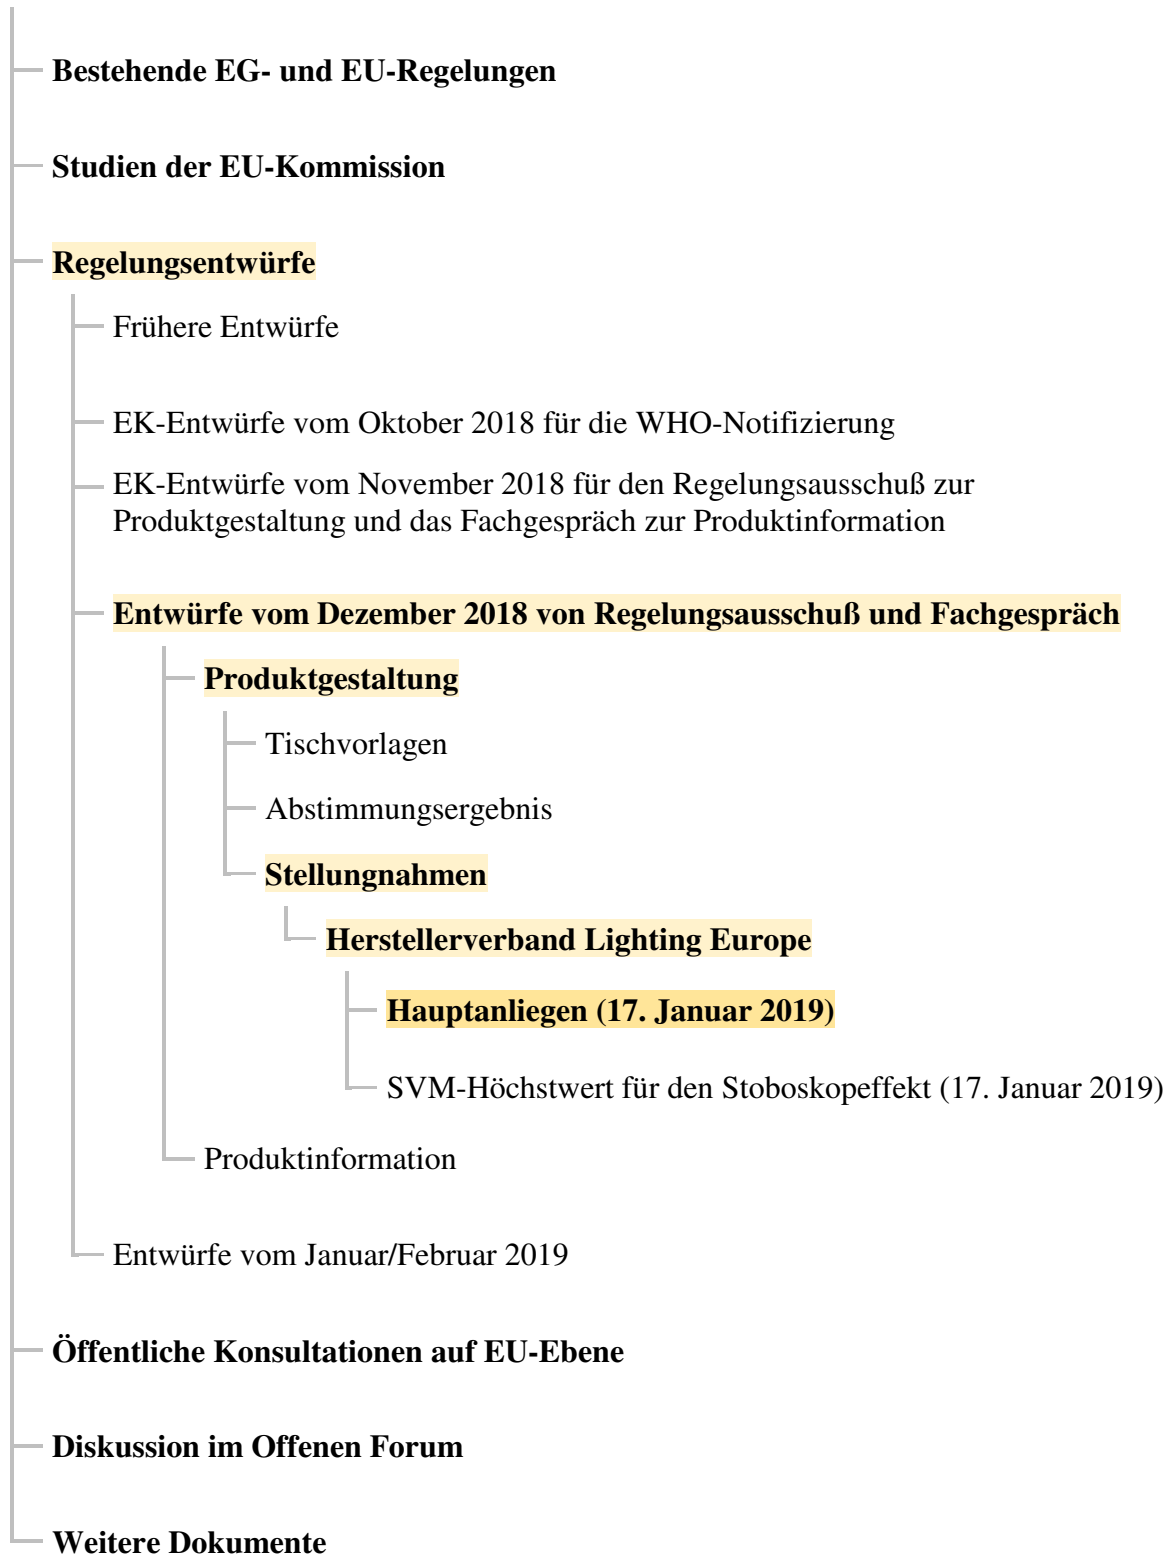 Bestehende EG- und EU-Regelungen
Studien der EU-Kommission
Regelungsentwürfe
Frühere Entwürfe
EK-Entwürfe vom Oktober 2018 für die WHO-Notifizierung
EK-Entwürfe vom November 2018 für den Regelungsausschuß zur
Produktgestaltung und das Fachgespräch zur Produktinformation
Entwürfe vom Dezember 2018 von Regelungsausschuß und Fachgespräch
Produktgestaltung
Tischvorlagen
Abstimmungsergebnis
Stellungnahmen
Herstellerverband Lighting Europe
Hauptanliegen (17. Januar 2019)
SVM-Höchstwert für den Stoboskopeffekt (17. Januar 2019)
Produktinformation
Entwürfe vom Januar/Februar 2019
Öffentliche Konsultationen auf EU-Ebene
Diskussion im Offenen Forum
Weitere Dokumente